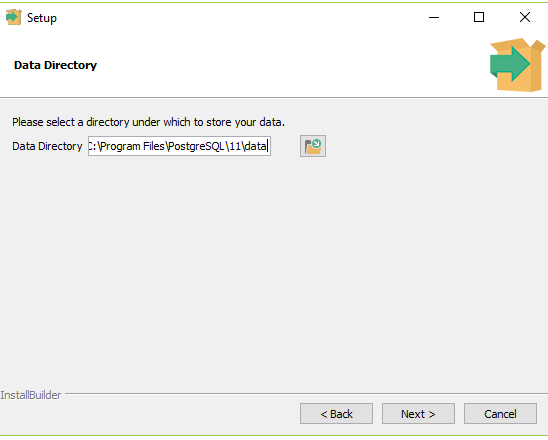 Setup
Data Directory
Please select a directory under which to store your data.
Data Directory C:\Program Files\PostgreSQL\11\data
InstallBuilder
< Back Next > Cancel